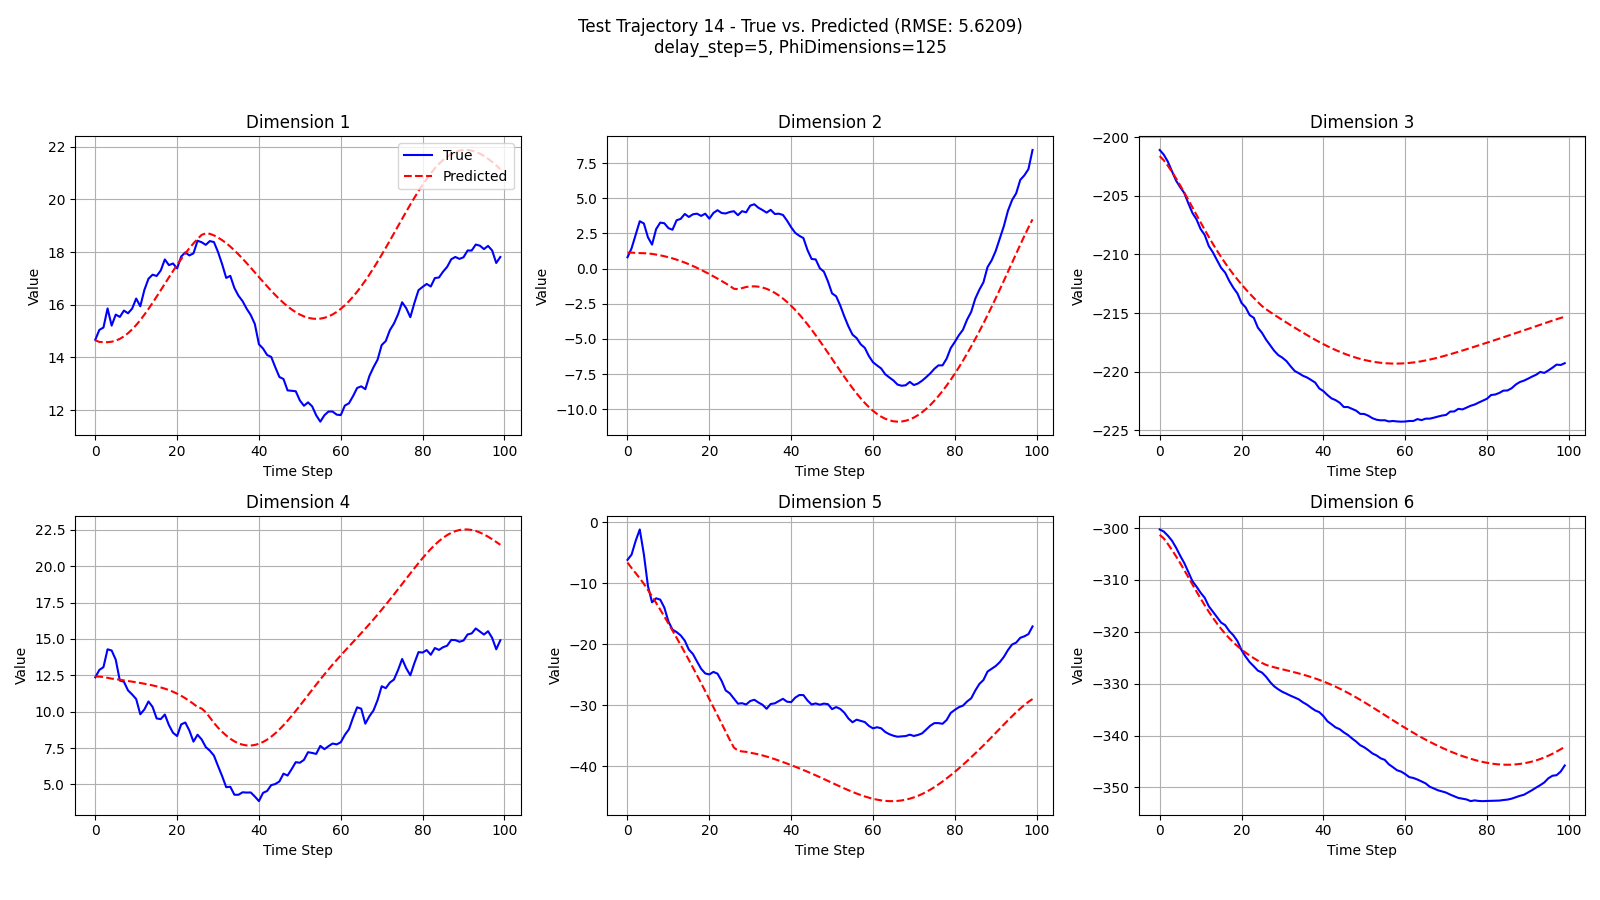 Test Trajectory 14 - True vs. Predicted (RMSE: 5.6209)
delay_step=5, PhiDimensions=125
Dimension 1
22
20
18
16
14
12
Value
0 20 40 60 80 100
Time Step
True
Predicted
Dimension 2
7.5
5.0
2.5
0.0
−2.5
−5.0
−7.5
−10.0
Value
0 20 40 60 80 100
Time Step
Dimension 3
−200
−205
−210
−215
−220
−225
Value
0 20 40 60 80 100
Time Step
Dimension 4
22.5
20.0
17.5
15.0
12.5
10.0
7.5
5.0
Value
0 20 40 60 80 100
Time Step
Dimension 5
0
−10
−20
−30
−40
Value
0 20 40 60 80 100
Time Step
Dimension 6
−300
−310
−320
−330
−340
−350
Value
0 20 40 60 80 100
Time Step